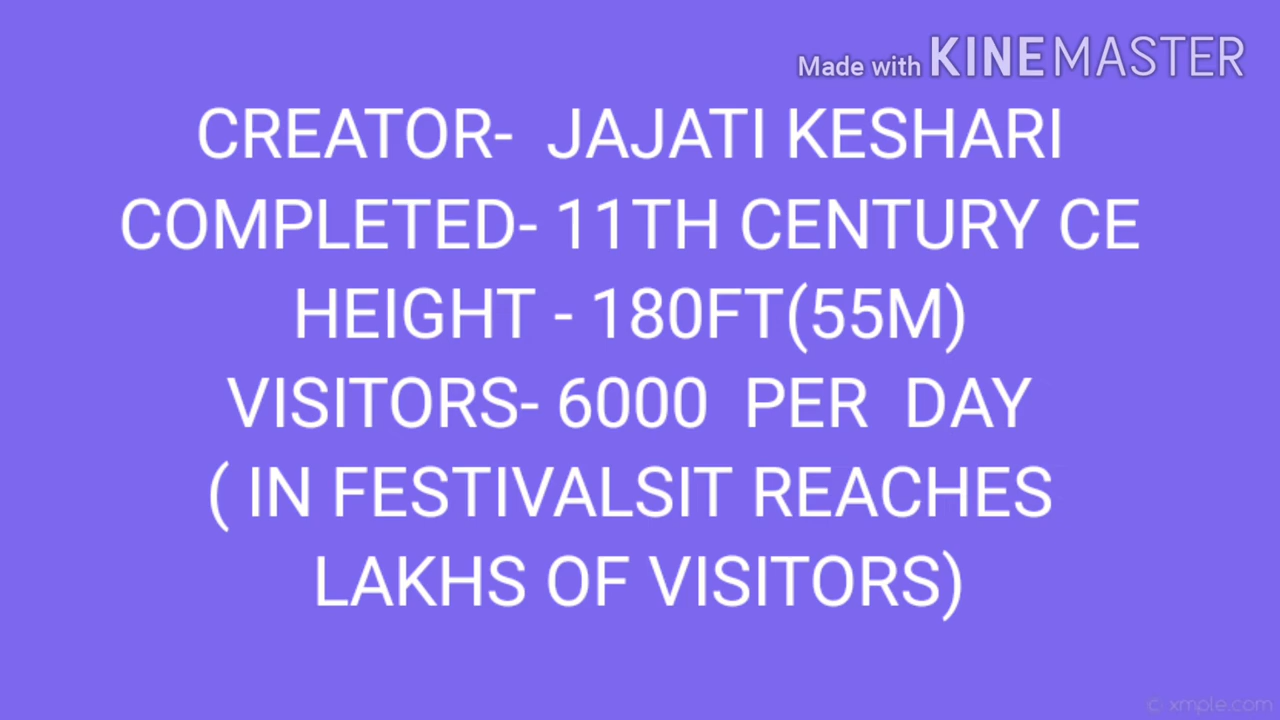 Made with KINEMASTER
CREATOR- JAJATI KESHARI
COMPLETED- 11TH CENTURY CE
HEIGHT - 180FT(55M)
VISITORS- 6000 PER DAY
( IN FESTIVALSIT REACHES
LAKHS OF VISITORS)
xmple.com